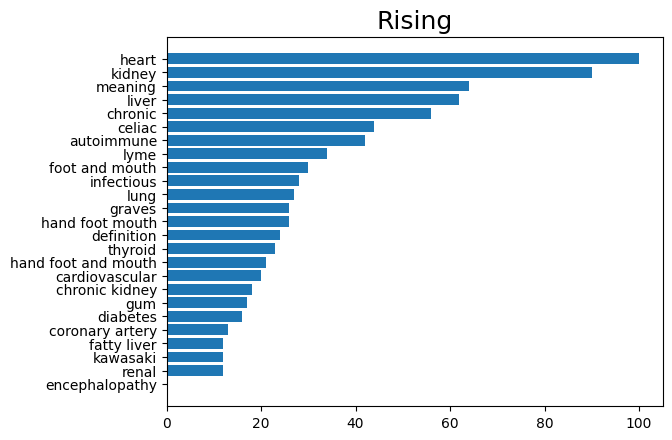 Rising
heart
kidney
meaning
liver
chronic
celiac
autoimmune
lyme
foot and mouth
infectious
lung
graves
hand foot mouth
definition
thyroid
hand foot and mouth
cardiovascular
chronic kidney
gum
diabetes
coronary artery
fatty liver
kawasaki
renal
encephalopathy
0 20 40 60 80 100